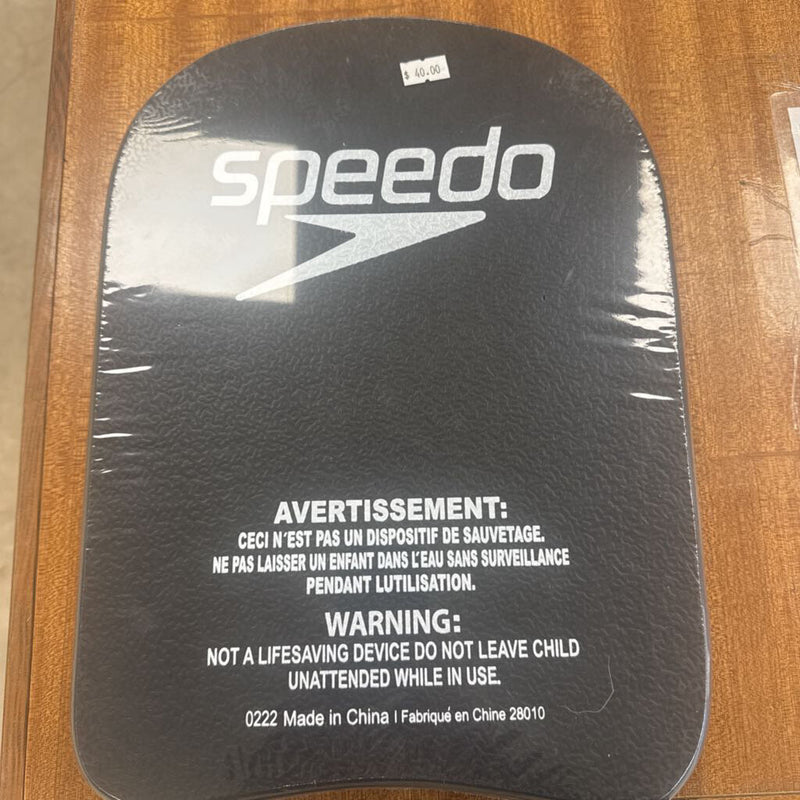 $ 40.00
speedo
AVERTISSEMENT:
CECI N'EST PAS UN DISPOSITIF DE SAUVETAGE.
NE PAS LAISSER UN ENFANT DANS L'EAU SANS SURVEILLANCE
PENDANT LUTILISATION.
WARNING:
NOT A LIFESAVING DEVICE DO NOT LEAVE CHILD
UNATTENDED WHILE IN USE.
0222 Made in China | Fabriqué en Chine 28010